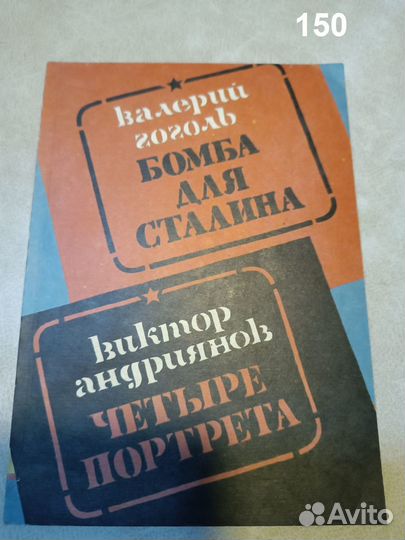 150
Валерий
Гоголь
БОМБА
ДЛЯ
СТАЛИНА
Виктор
Андриянов
ЧЕТЫРЕ
ПОРТРЕТА
Avito